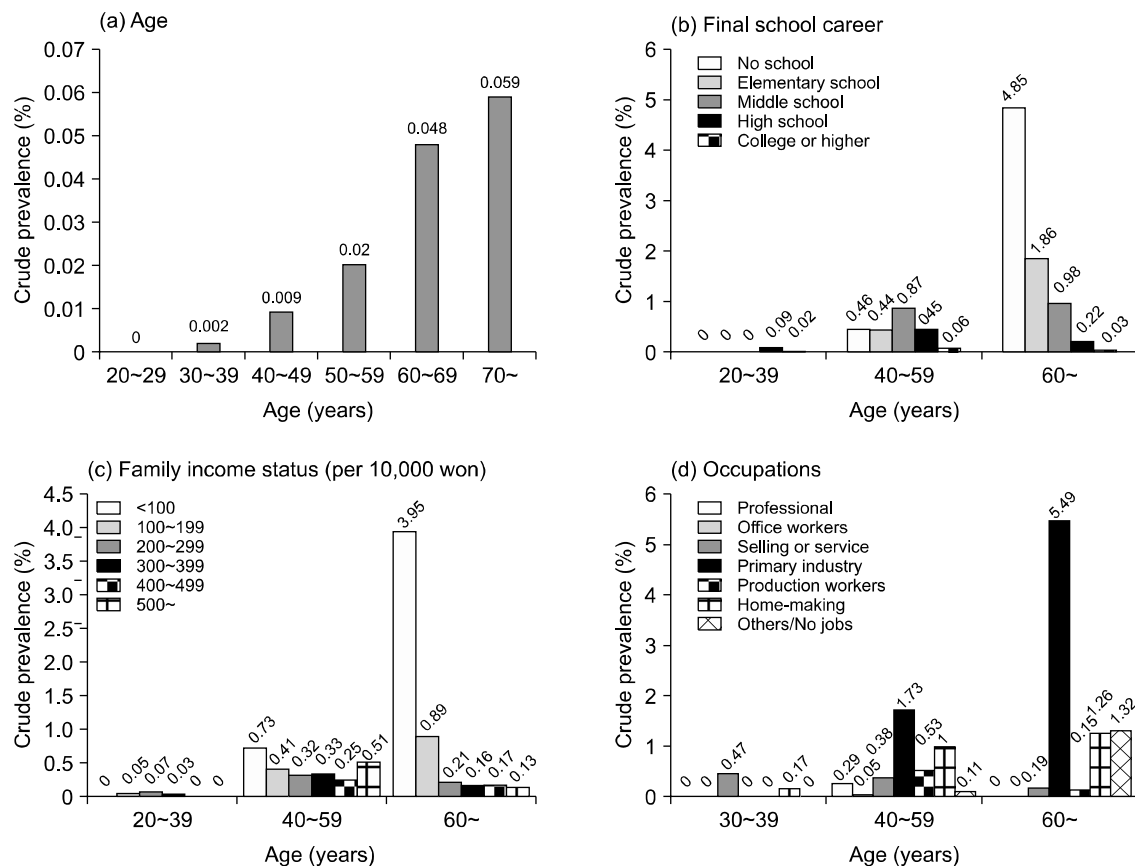 (a) Age
Crude prevalence (%)
0.07
0.06
0.05
0.04
0.03
0.02
0.01
0
0
0.002
0.009
0.02
0.048
0.059
20~29 30~39 40~49 50~59 60~69 70~
Age (years)
(b) Final school career
Crude prevalence (%)
6
5
4
3
2
1
0
No school
Elementary school
Middle school
High school
College or higher
0 0 0 0.09 0.02
0.46 0.44 0.87 045 0.06
4.85 1.86 0.98 0.22 0.03
20~39 40~59 60~
Age (years)
(c) Family income status (per 10,000 won)
Crude prevalence (%)
4.5
4.0
3.5
3.0
2.5
2.0
1.5
1.0
0.5
0
<100
100~199
200~299
300~399
400~499
500~
0 0.05 0.07 0.03 0 0
0.73 0.41 0.32 0.33 0.25 0.51
3.95 0.89 0.21 0.16 0.17 0.13
20~39 40~59 60~
Age (years)
(d) Occupations
Crude prevalence (%)
6
5
4
3
2
1
0
Professional
Office workers
Selling or service
Primary industry
Production workers
Home-making
Others/No jobs
0 0 0.47 0 0 0.17 0
0.29 0.05 0.38 1.73 0.53 1 0.11
0 0 0.19 5.49 0.15 1.26 1.32
30~39 40~59 60~
Age (years)